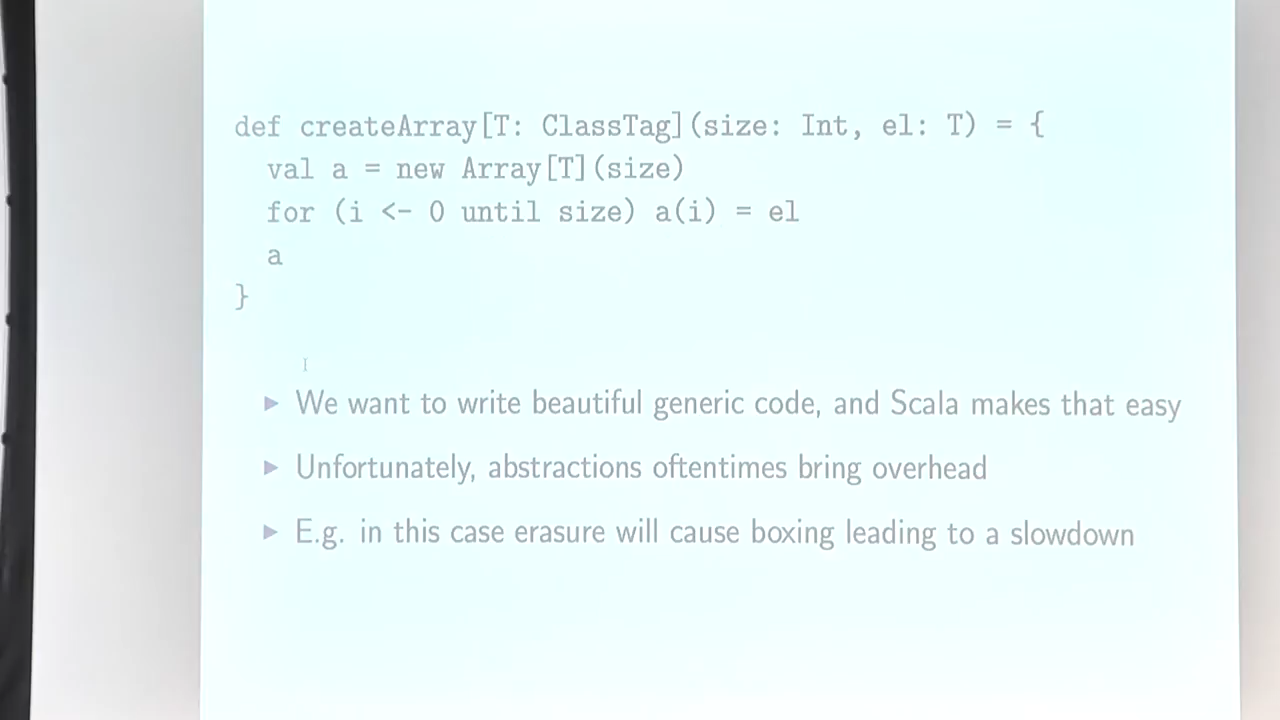 def createArray[T: ClassTag](size: Int, el: T) = {
  val a = new Array[T](size)
  for (i <- 0 until size) a(i) = el
  a
}
▶ We want to write beautiful generic code, and Scala makes that easy
▶ Unfortunately, abstractions oftentimes bring overhead
▶ E.g. in this case erasure will cause boxing leading to a slowdown